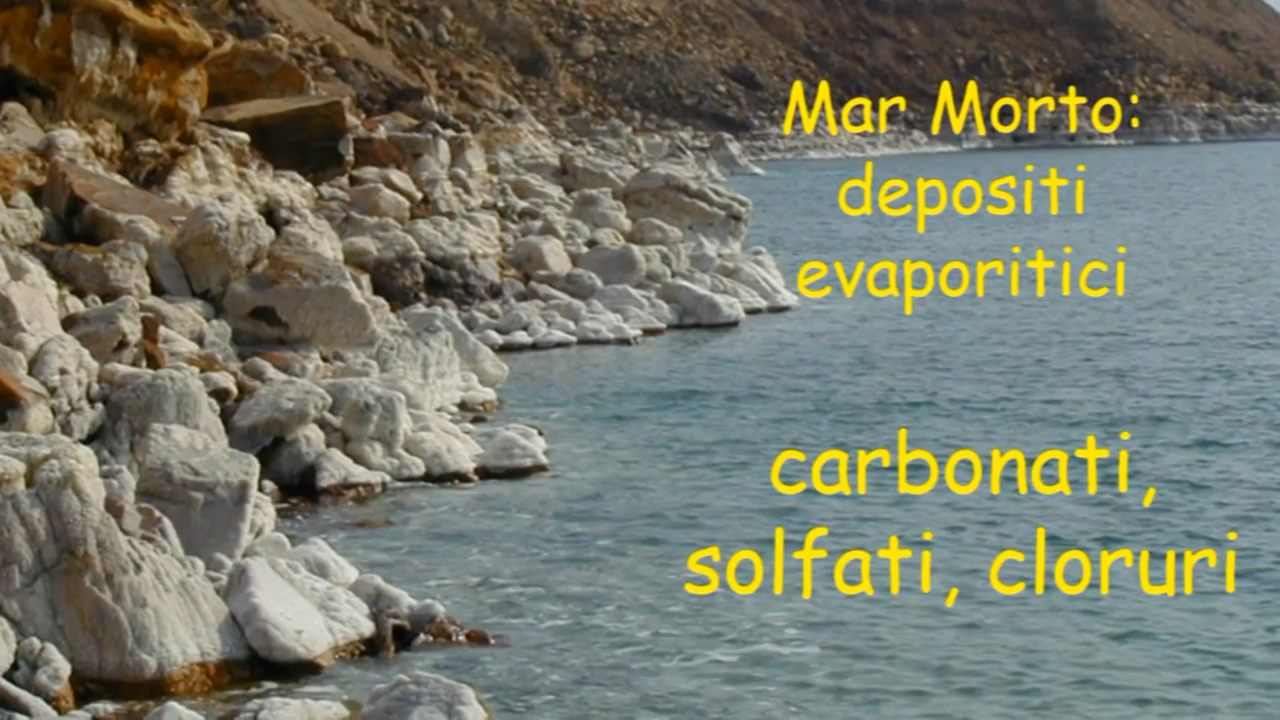 Mar Morto:
depositi
evaporitici
carbonati,
solfati, cloruri